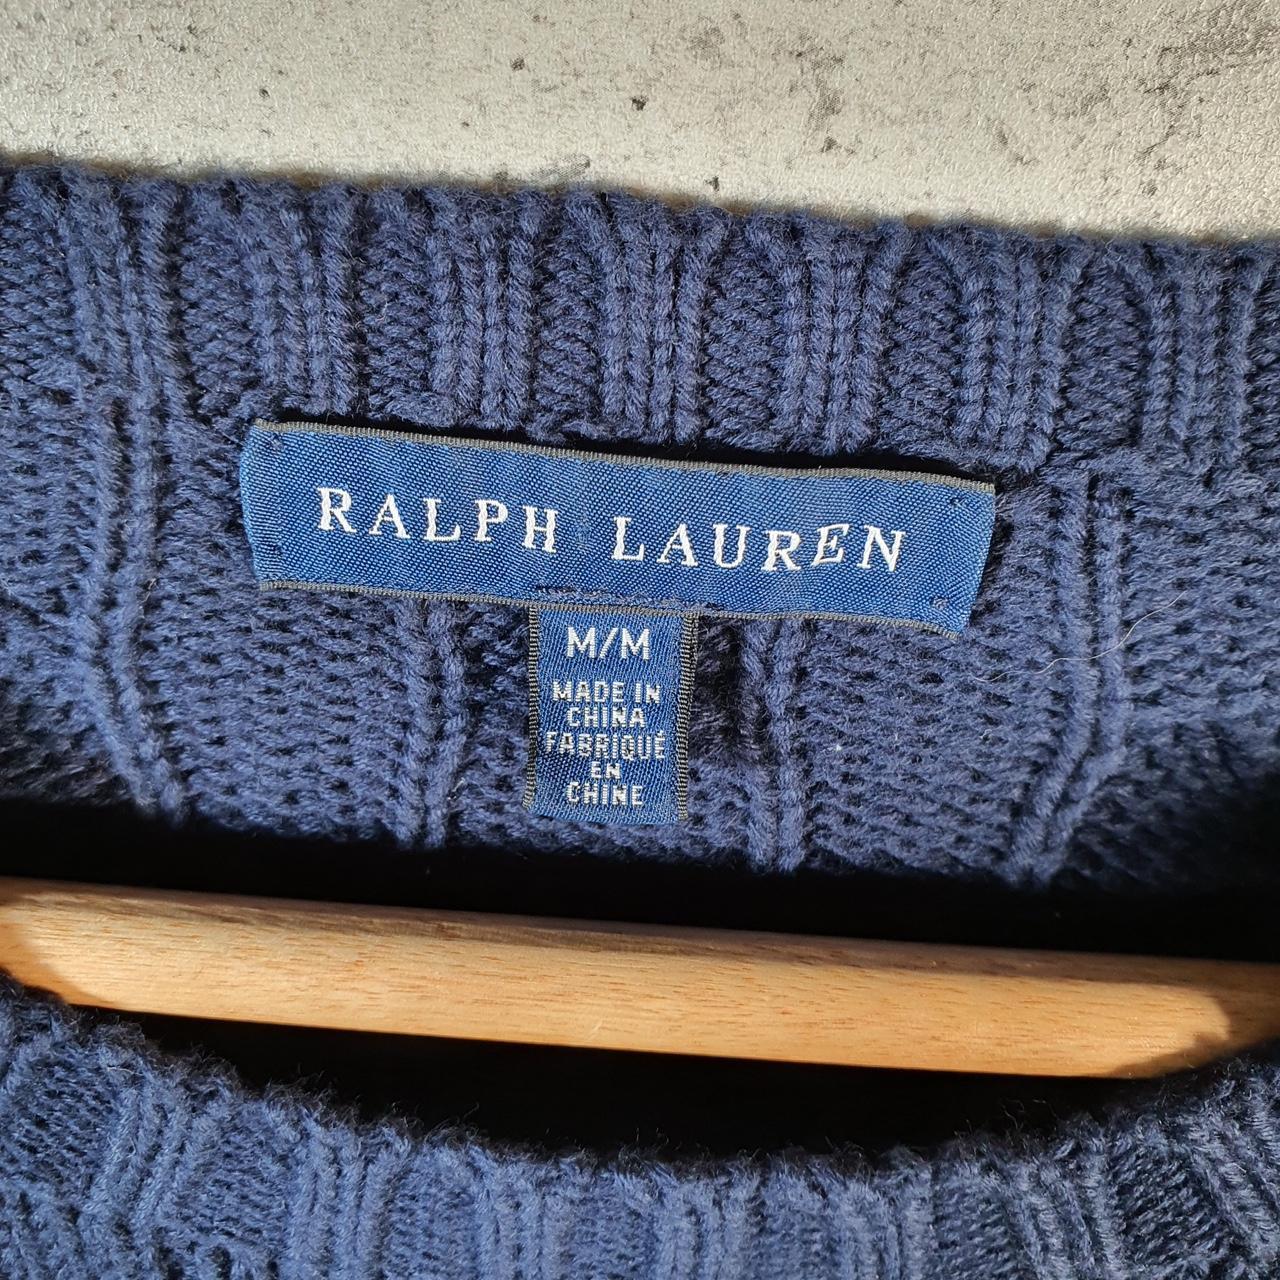 RALPH LAUREN
M/M
MADE IN
CHINA
FABRIQUÉ
EN
CHINE